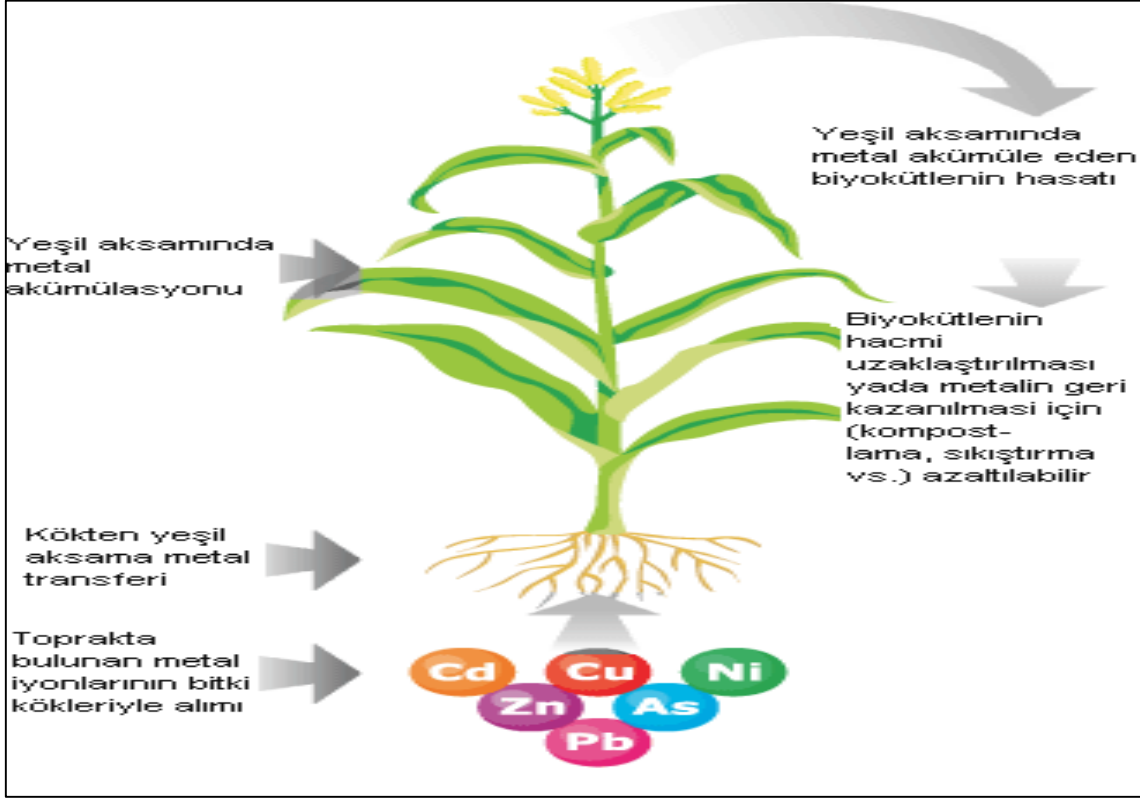 Yeşil aksamında
metal akümüle eden
biyokütlenin hasatı
Yeşil aksamında
metal
akümülasyonu
Biyokütlenin
hacmi
uzaklaştırılması
yada metalin geri
kazanılmasi için
(kompost-
lama, sıkıştırma
vs.) azaltılabilir
Kökten yeşil
aksama metal
transferi
Toprakta
bulunan metal
iyonlarının bitki
kökleriyle alımı
Cd Cu Ni
Zn As
Pb